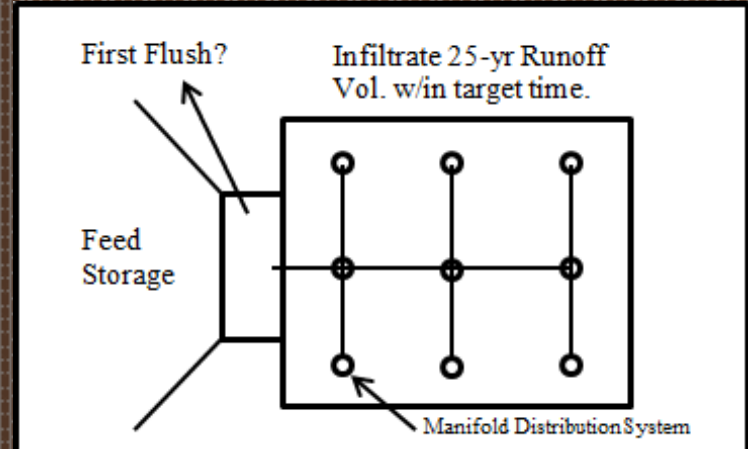 First Flush?
Infiltrate 25-yr Runoff
Vol. w/in target time.
Feed
Storage
Manifold Distribution System